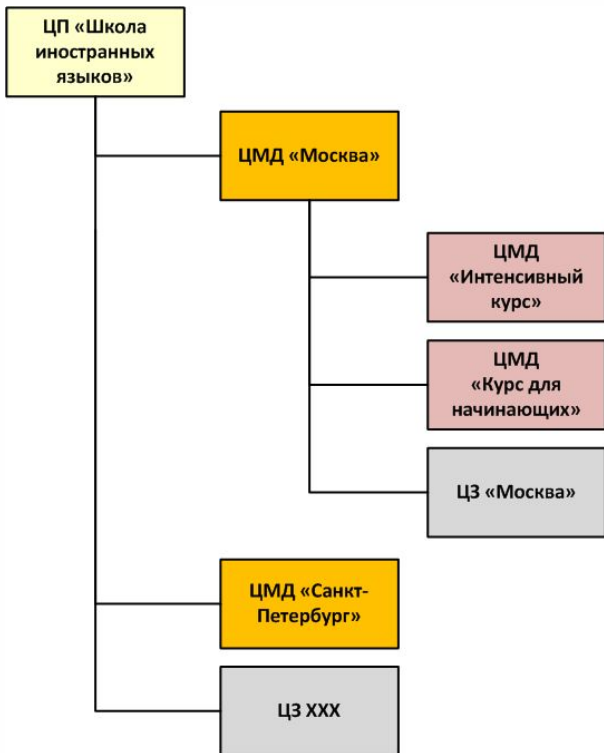 ЦП «Школа
иностранных
языков»
ЦМД «Москва»
ЦМД
«Интенсивный
курс»
ЦМД
«Курс для
начинающих»
ЦЗ «Москва»
ЦМД «Санкт-
Петербург»
ЦЗ ХХХ